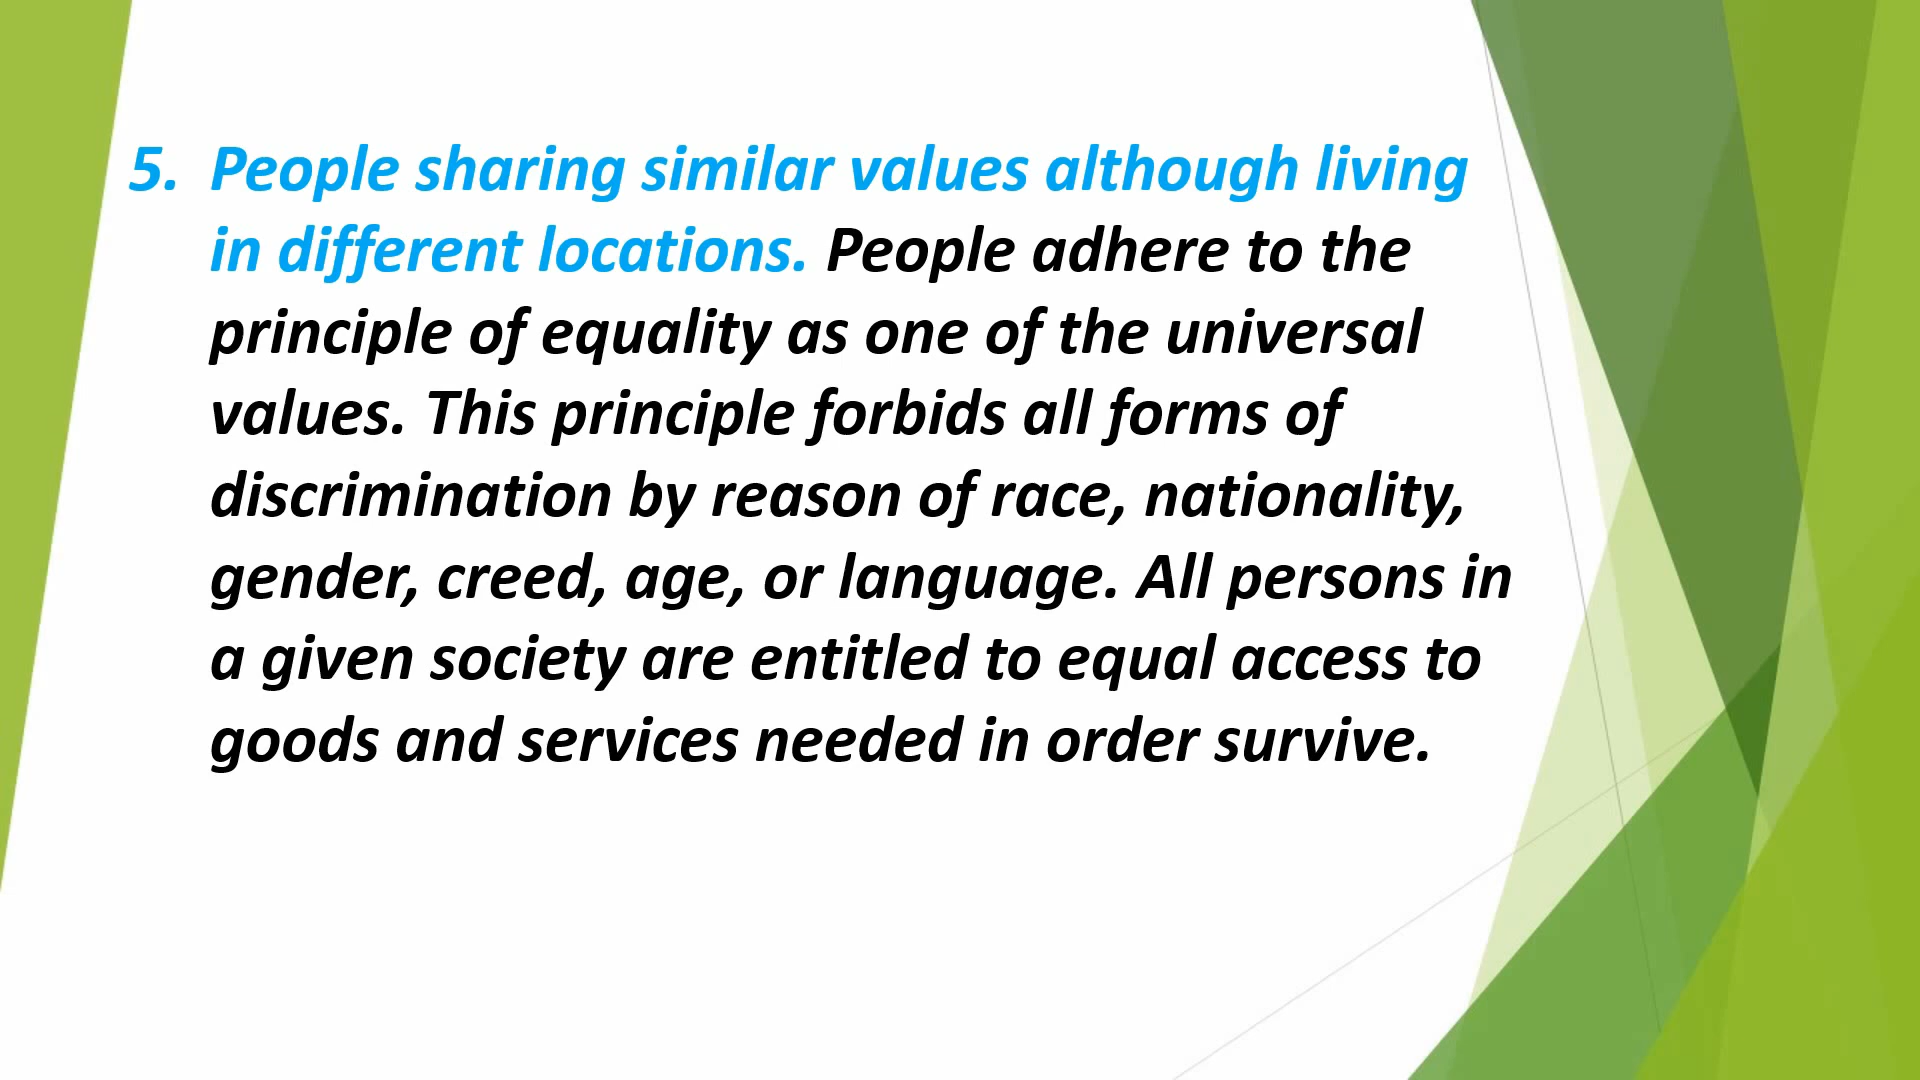 5. People sharing similar values although living
in different locations. People adhere to the
principle of equality as one of the universal
values. This principle forbids all forms of
discrimination by reason of race, nationality,
gender, creed, age, or language. All persons in
a given society are entitled to equal access to
goods and services needed in order survive.